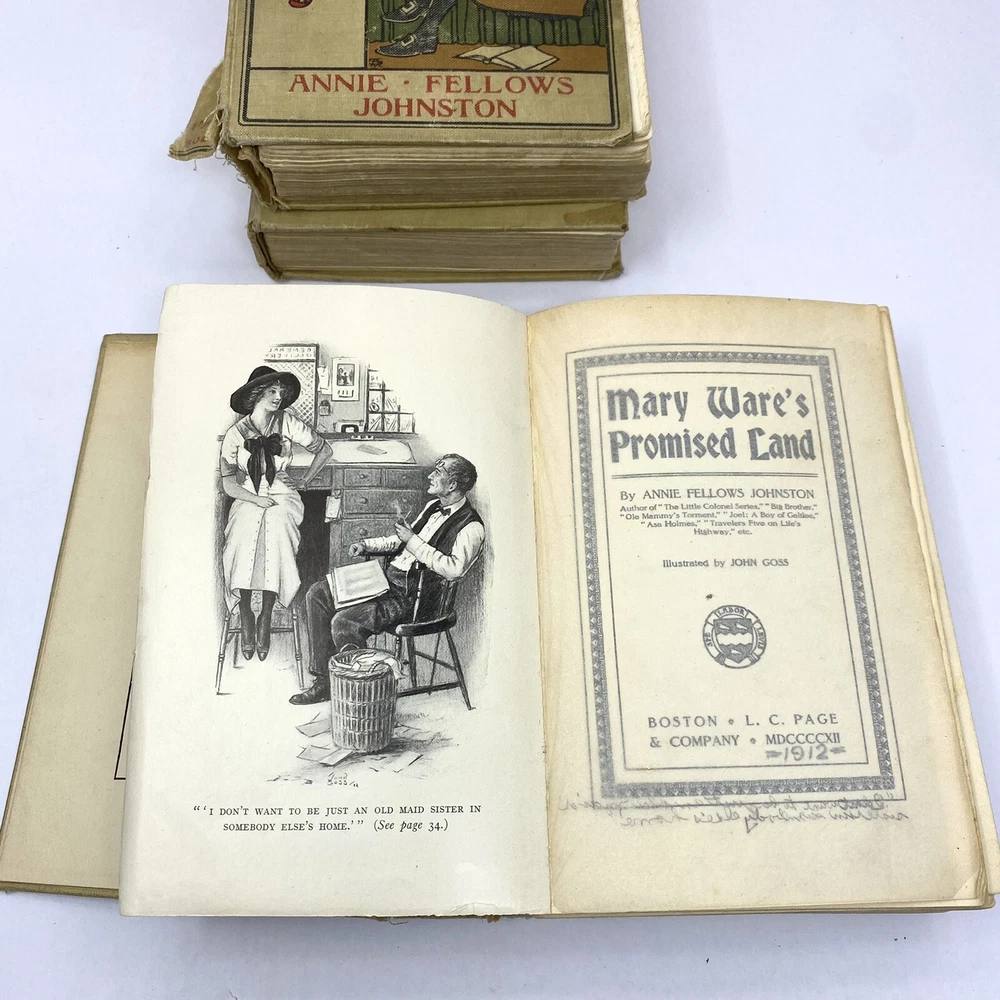 ANNIE · FELLOWS
JOHNSTON
"'I DON'T WANT TO BE JUST AN OLD MAID SISTER IN
SOMEBODY ELSE'S HOME.'" (See page 34.)
Mary Ware's
Promised Land
By ANNIE FELLOWS JOHNSTON
Author of "The Little Colonel Series," "Big Brother,"
"Ole Mammy's Torment," "Joel: A Boy of Galilee,"
"Asa Holmes," "Travelers Five on Life's
Highway," etc.
Illustrated by JOHN GOSS
BOSTON • L. C. PAGE
& COMPANY • MDCCCCXII
=1912=